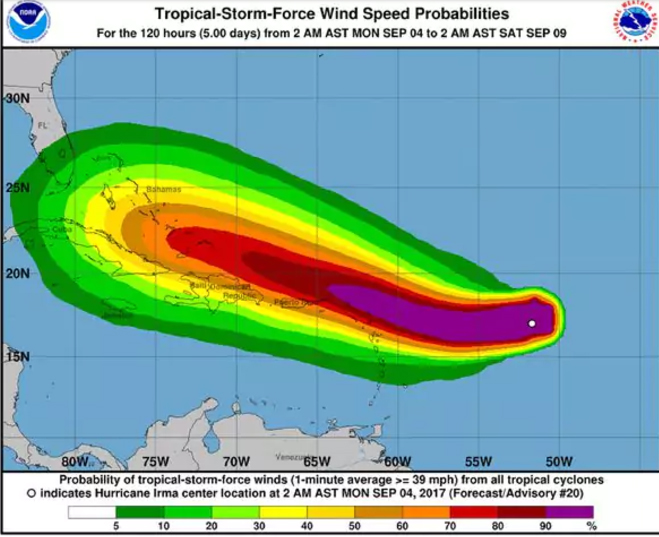 NOAA
Tropical-Storm-Force Wind Speed Probabilities
For the 120 hours (5.00 days) from 2 AM AST MON SEP 04 to 2 AM AST SAT SEP 09
30N
FL
25N
Bahamas
Cuba
20N
Haiti Dominican
Republic
Puerto
Jamaica
15N
Venezuela
80W 75W 70W 65W 60W 55W 50W
Probability of tropical-storm-force winds (1-minute average >= 39 mph) from all tropical cyclones
O indicates Hurricane Irma center location at 2 AM AST MON SEP 04, 2017 (Forecast/Advisory #20)
5 10 20 30 40 50 60 70 80 90 %